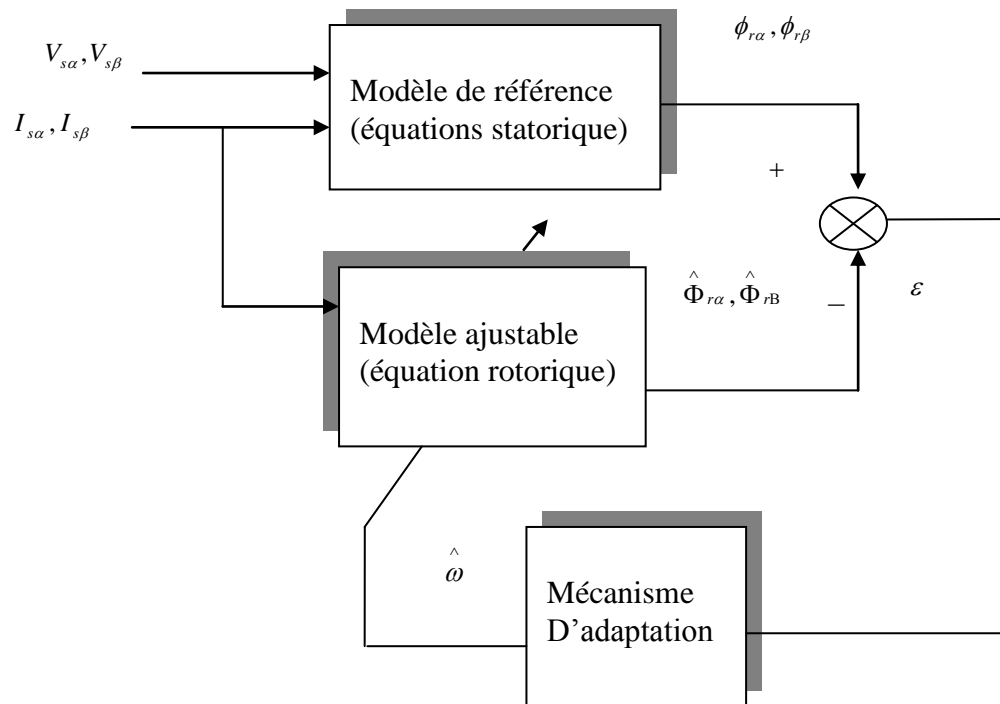 V_{sα}, V_{sβ}
ϕ_{rα}, ϕ_{rβ}
Modèle de référence
(équations statorique)
I_{sα}, I_{sβ}
+
Φ̂_{rα}, Φ̂_{rB}
−
ε
Modèle ajustable
(équation rotorique)
ω̂
Mécanisme
D'adaptation